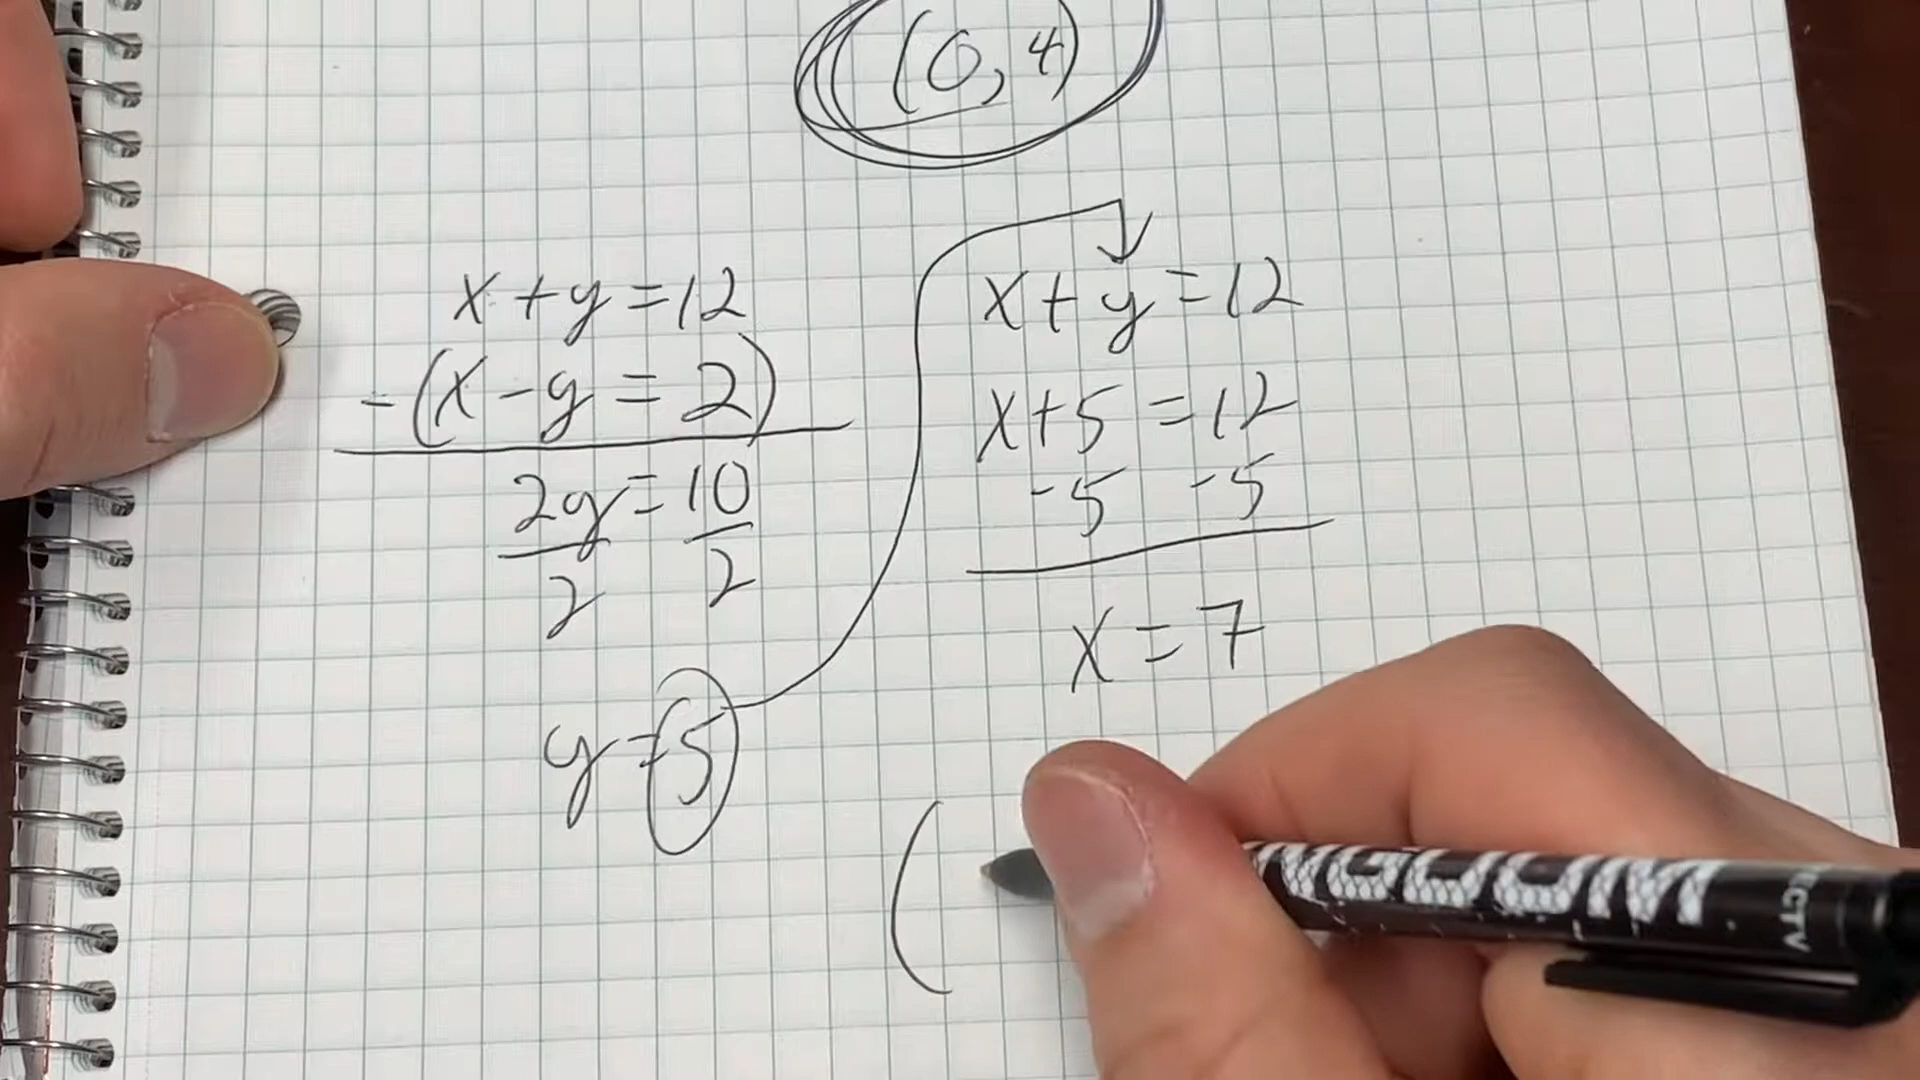 (0,4)
x+y=12
-(x-y=2)
2y=10
2 2
y=5
x+y=12
x+5=12
-5 -5
x=7
(